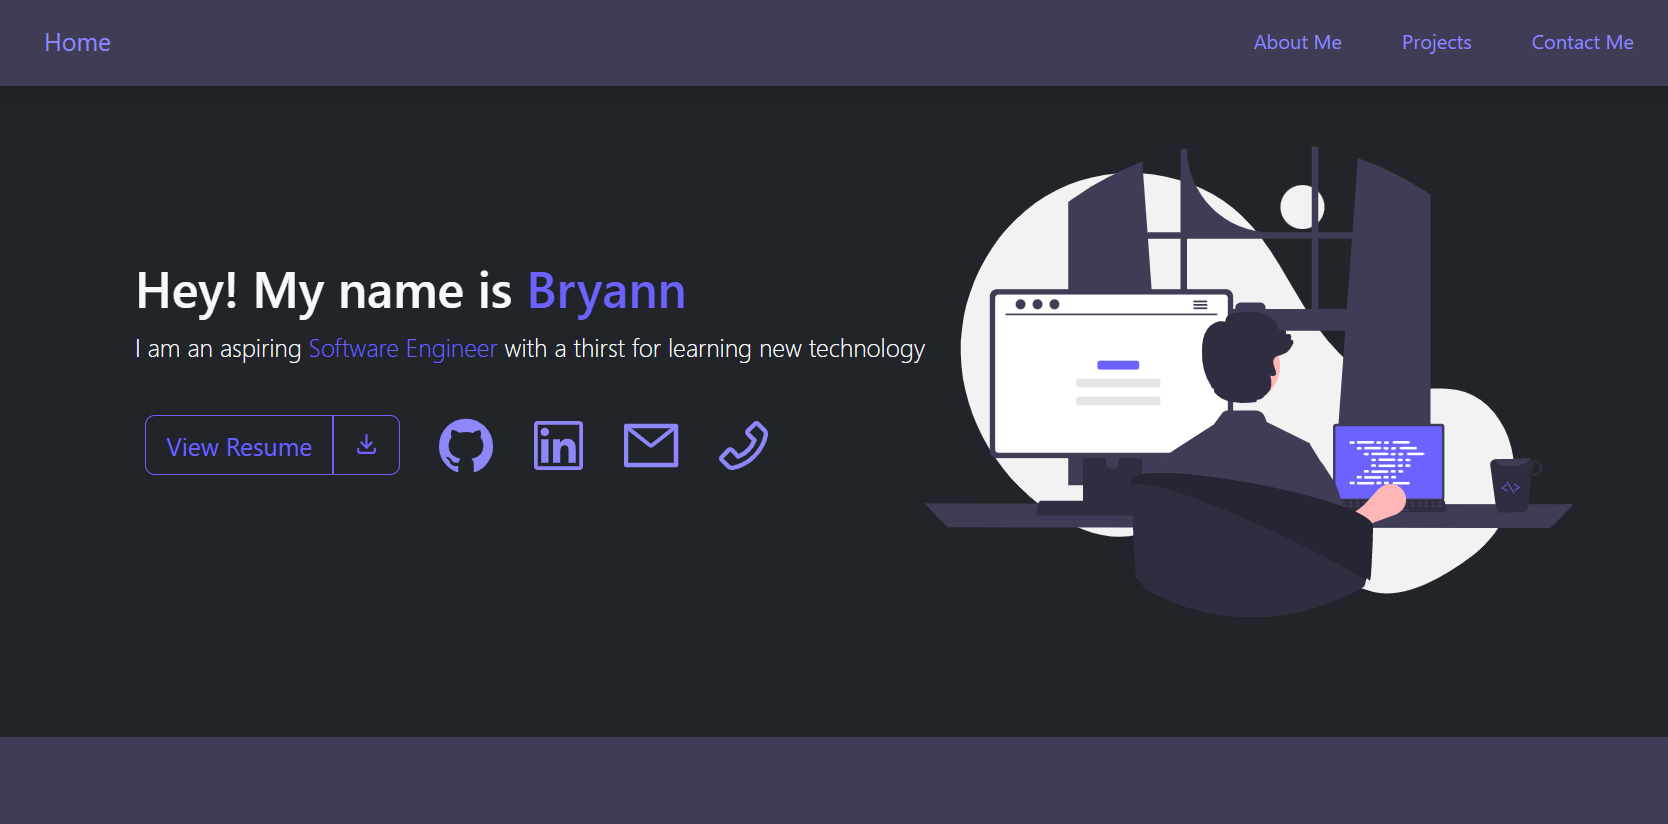 Home
About Me
Projects
Contact Me
Hey! My name is Bryann
I am an aspiring Software Engineer with a thirst for learning new technology
View Resume
in
<\>